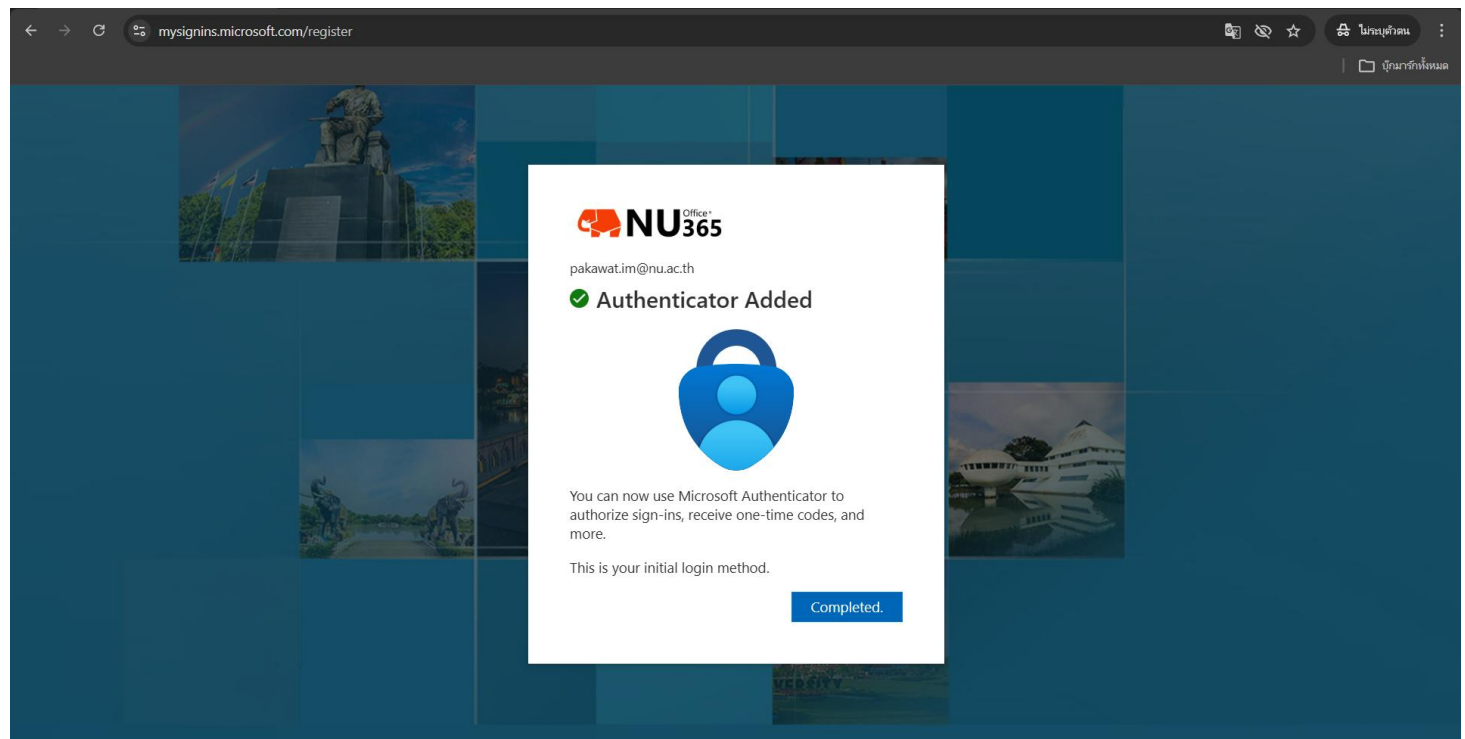 mysignins.microsoft.com/register
ไม่ระบุตัวตน
บุ๊กมาร์กทั้งหมด
NU Office 365
pakawat.im@nu.ac.th
Authenticator Added
You can now use Microsoft Authenticator to
authorize sign-ins, receive one-time codes, and
more.
This is your initial login method.
Completed.